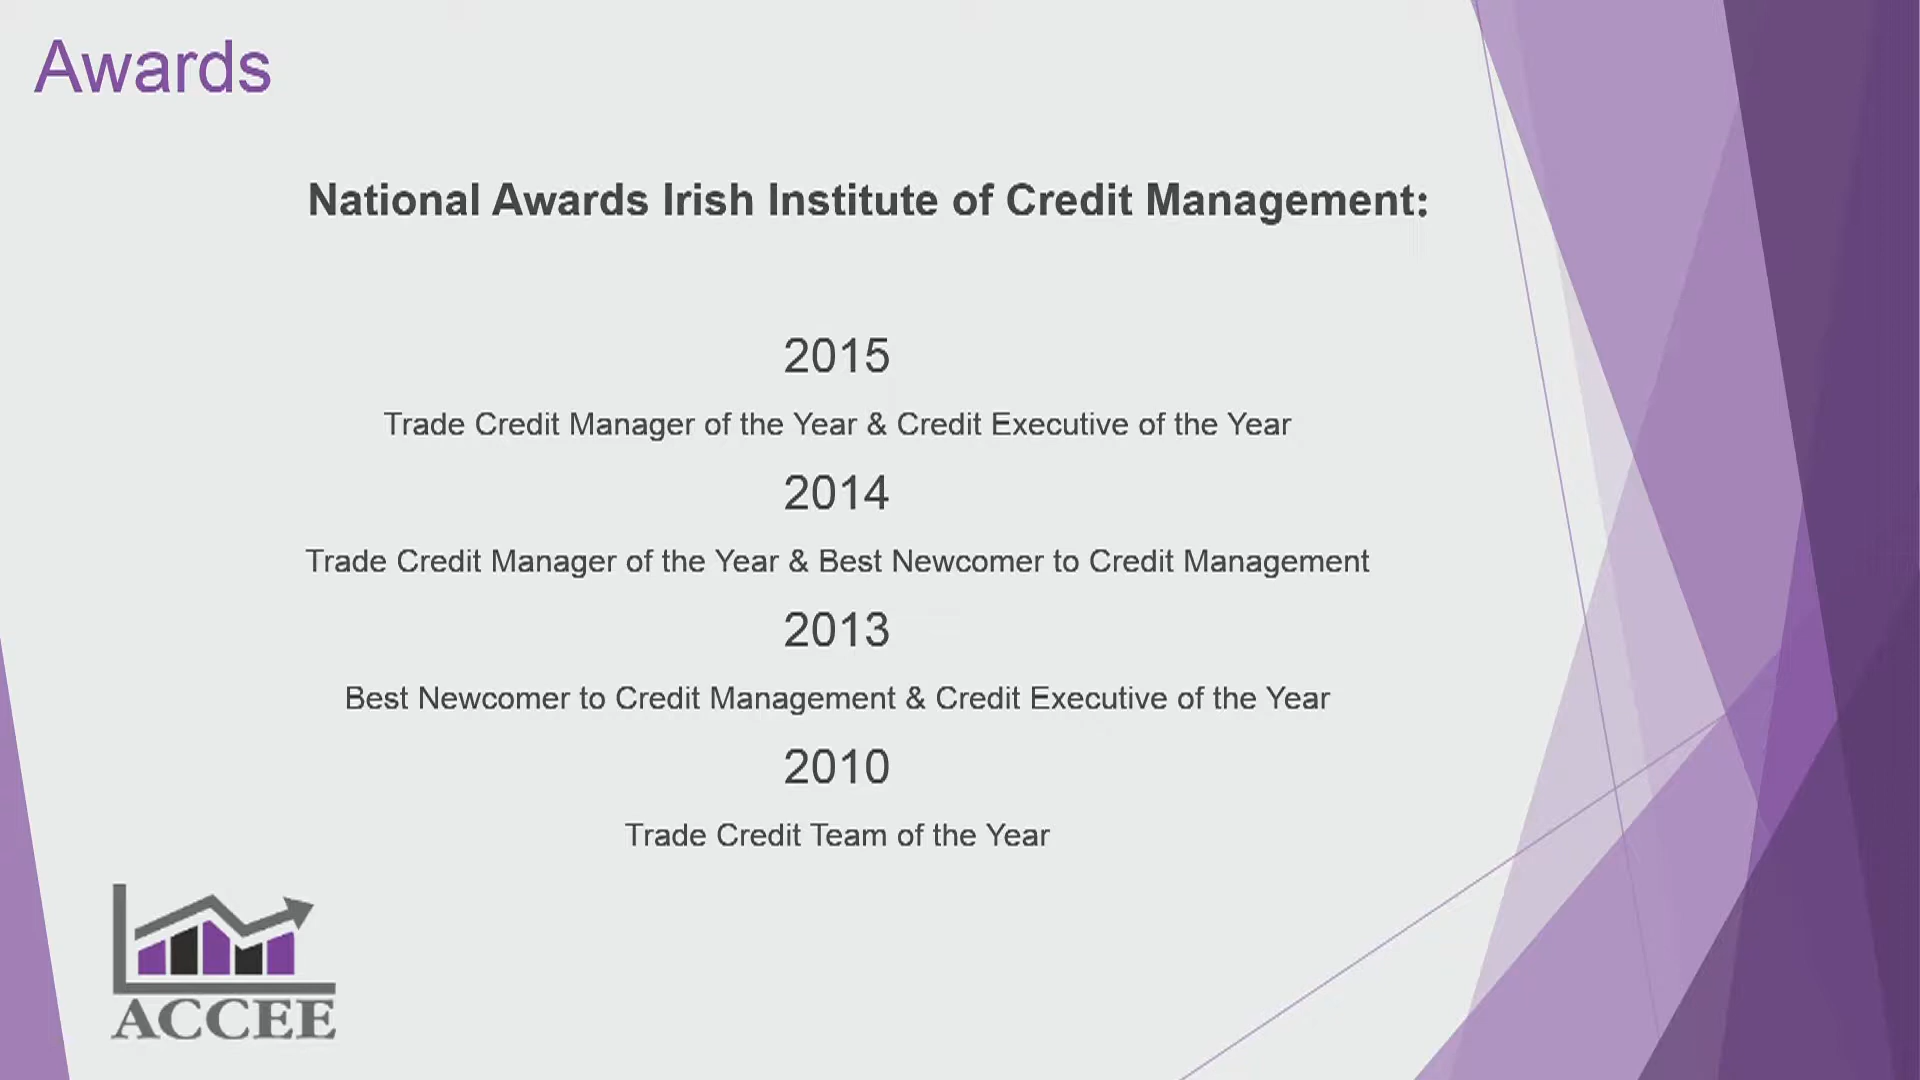 Awards
National Awards Irish Institute of Credit Management:
2015
Trade Credit Manager of the Year & Credit Executive of the Year
2014
Trade Credit Manager of the Year & Best Newcomer to Credit Management
2013
Best Newcomer to Credit Management & Credit Executive of the Year
2010
Trade Credit Team of the Year
ACCEE